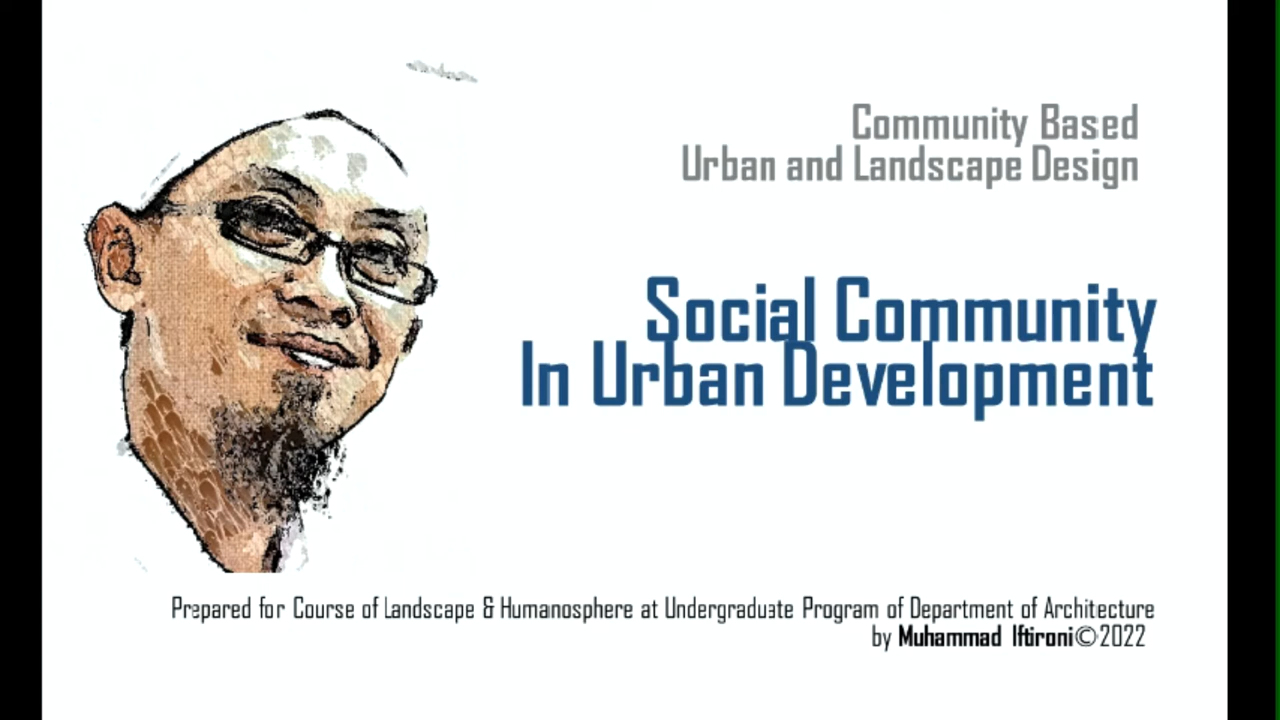 Community Based
Urban and Landscape Design
Social Community
In Urban Development
Prepared for Course of Landscape & Humanosphere at Undergraduate Program of Department of Architecture
by Muhammad Iftironi©2022